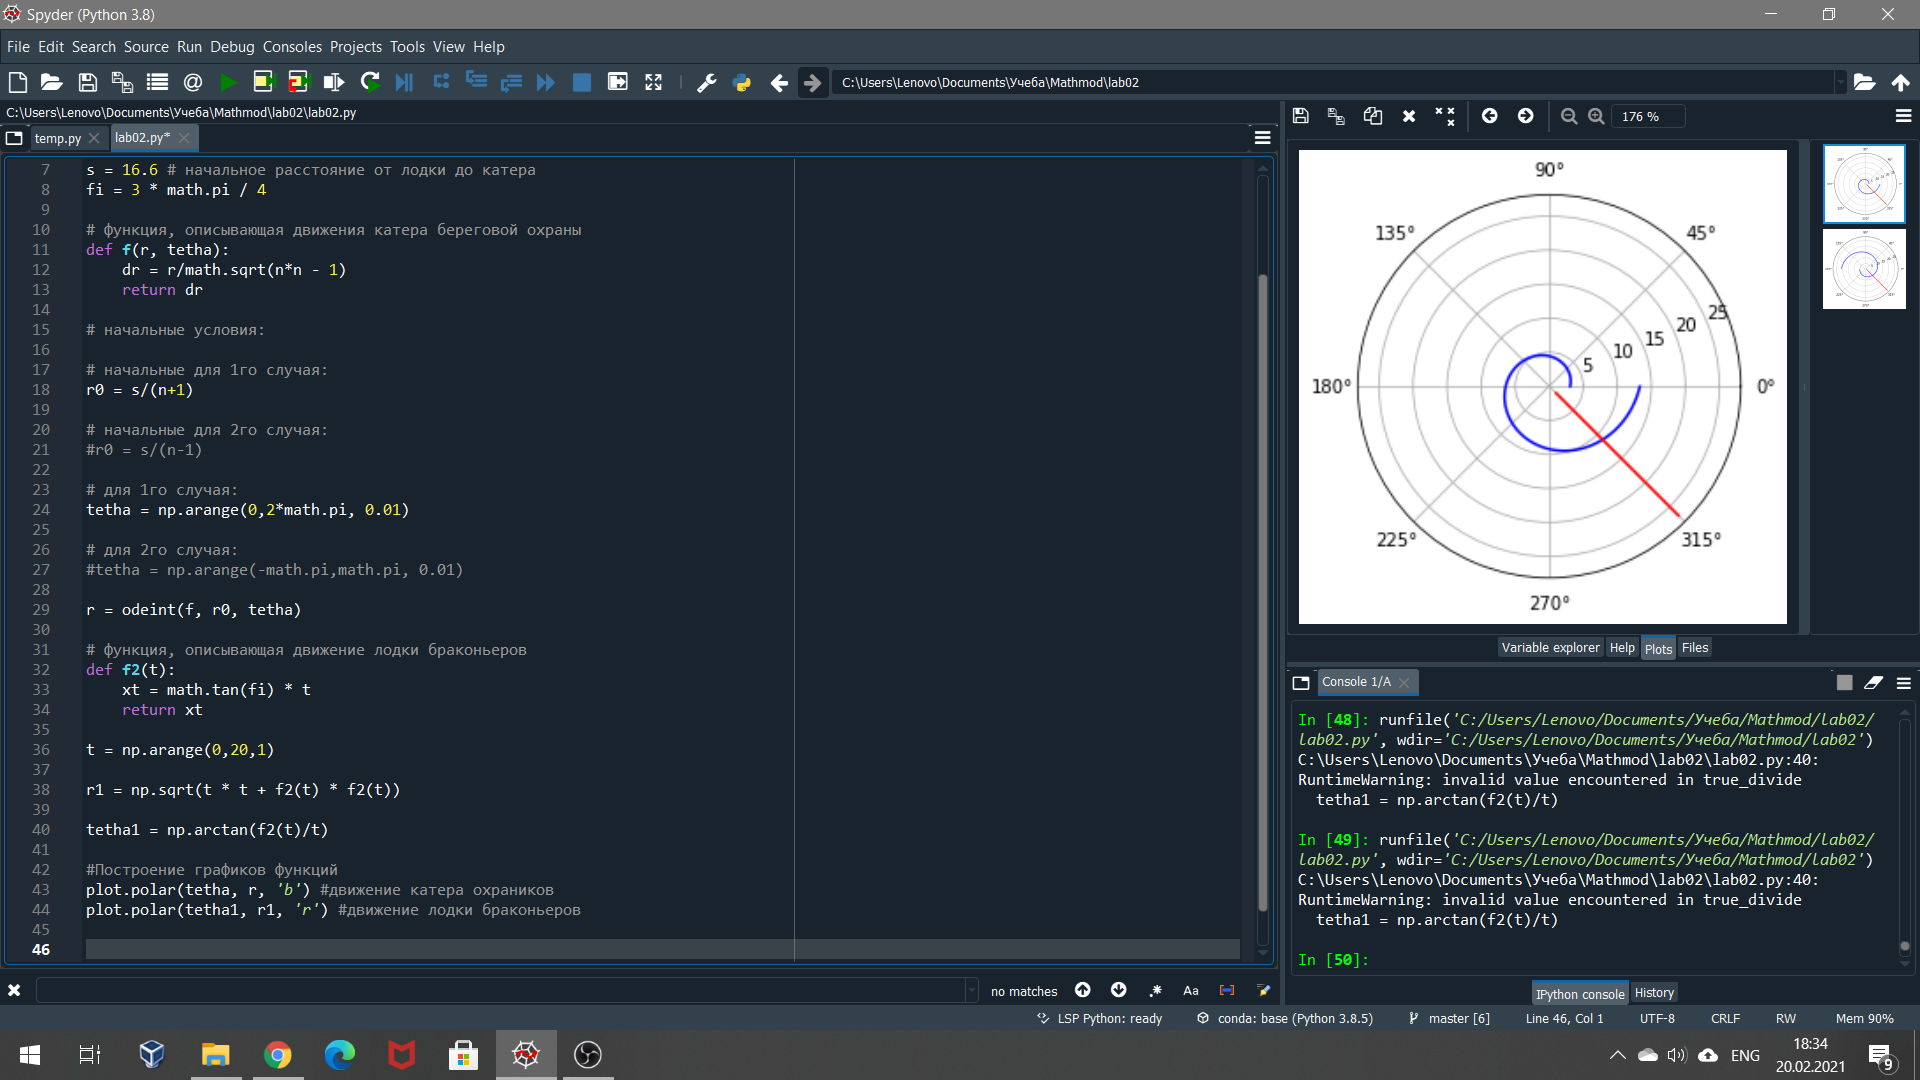 Spyder (Python 3.8)
File Edit Search Source Run Debug Consoles Projects Tools View Help
C:\Users\Lenovo\Documents\Учеба\Mathmod\lab02
C:\Users\Lenovo\Documents\Учеба\Mathmod\lab02\lab02.py
temp.py lab02.py*
7 s = 16.6 # начальное расстояние от лодки до катера
8 fi = 3 * math.pi / 4
9
10 # функция, описывающая движения катера береговой охраны
11 def f(r, tetha):
12 dr = r/math.sqrt(n*n - 1)
13 return dr
14
15 # начальные условия:
16
17 # начальные для 1го случая:
18 r0 = s/(n+1)
19
20 # начальные для 2го случая:
21 #r0 = s/(n-1)
22
23 # для 1го случая:
24 tetha = np.arange(0,2*math.pi, 0.01)
25
26 # для 2го случая:
27 #tetha = np.arange(-math.pi,math.pi, 0.01)
28
29 r = odeint(f, r0, tetha)
30
31 # функция, описывающая движение лодки браконьеров
32 def f2(t):
33 xt = math.tan(fi) * t
34 return xt
35
36 t = np.arange(0,20,1)
37
38 r1 = np.sqrt(t * t + f2(t) * f2(t))
39
40 tetha1 = np.arctan(f2(t)/t)
41
42 #Построение графиков функций
43 plot.polar(tetha, r, 'b') #движение катера охраников
44 plot.polar(tetha1, r1, 'r') #движение лодки браконьеров
45
46
no matches Aa
176 %
90°
135° 45°
25
20
15
10
5
180° 0°
225° 315°
270°
Variable explorer Help Plots Files
Console 1/A
In [48]: runfile('C:/Users/Lenovo/Documents/Учеба/Mathmod/lab02/
lab02.py', wdir='C:/Users/Lenovo/Documents/Учеба/Mathmod/lab02')
C:\Users\Lenovo\Documents\Учеба\Mathmod\lab02\lab02.py:40:
RuntimeWarning: invalid value encountered in true_divide
tetha1 = np.arctan(f2(t)/t)
In [49]: runfile('C:/Users/Lenovo/Documents/Учеба/Mathmod/lab02/
lab02.py', wdir='C:/Users/Lenovo/Documents/Учеба/Mathmod/lab02')
C:\Users\Lenovo\Documents\Учеба\Mathmod\lab02\lab02.py:40:
RuntimeWarning: invalid value encountered in true_divide
tetha1 = np.arctan(f2(t)/t)
In [50]:
IPython console History
LSP Python: ready conda: base (Python 3.8.5) master [6] Line 46, Col 1 UTF-8 CRLF RW Mem 90%
ENG
18:34
20.02.2021
9